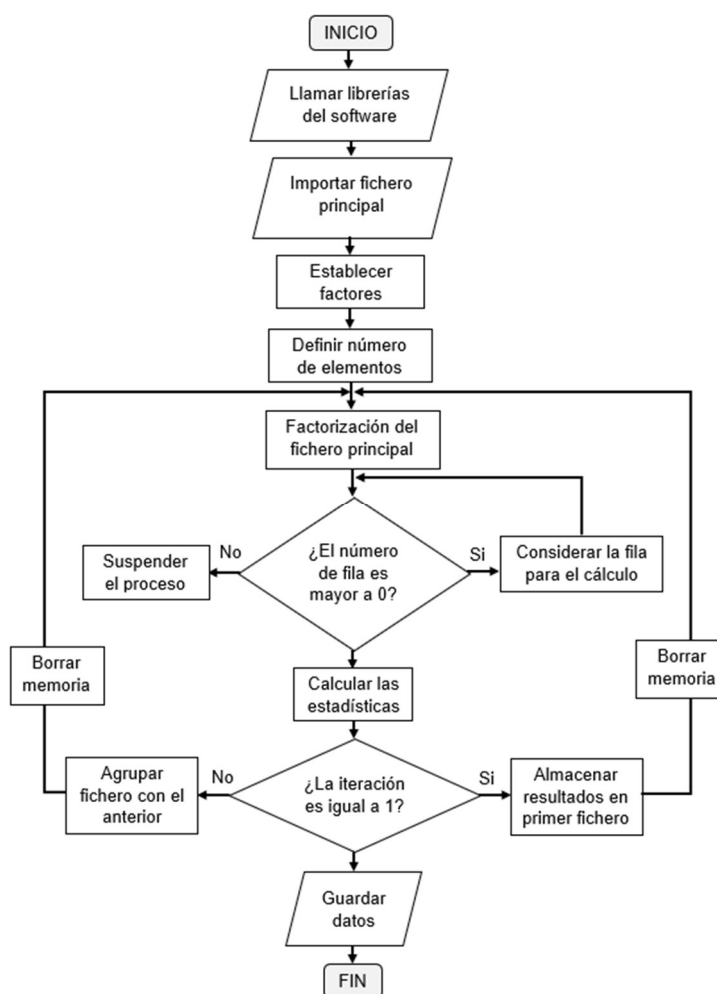 INICIO
Llamar librerías
del software
Importar fichero
principal
Establecer
factores
Definir número
de elementos
Factorización del
fichero principal
Suspender
el proceso
No
¿El número
de fila es
mayor a 0?
Si
Considerar la fila
para el cálculo
Borrar
memoria
Calcular las
estadísticas
Borrar
memoria
Agrupar
fichero con el
anterior
No
¿La iteración
es igual a 1?
Si
Almacenar
resultados en
primer fichero
Guardar
datos
FIN